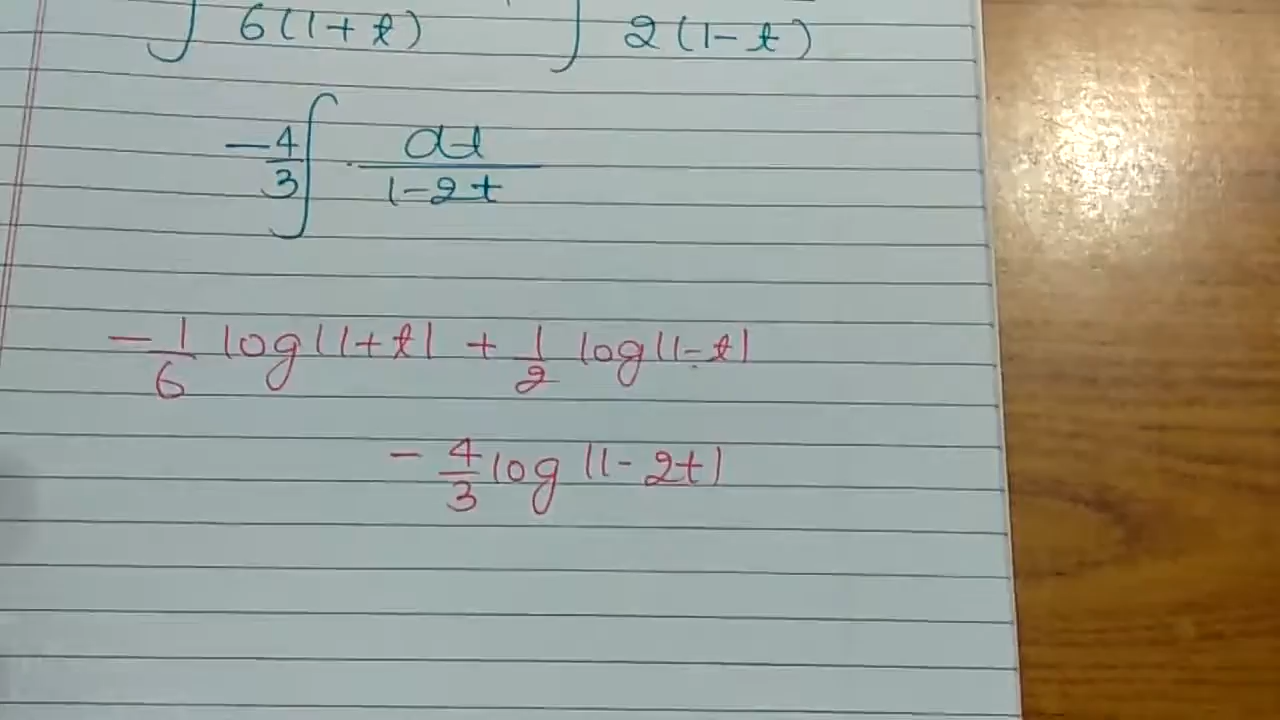 ∫ 6(1+t) ∫ 2(1-t)
-4/3 ∫ dt/1-2t
-1/6 log|1+t| + 1/2 log|1-t|
- 4/3 log |1-2t|